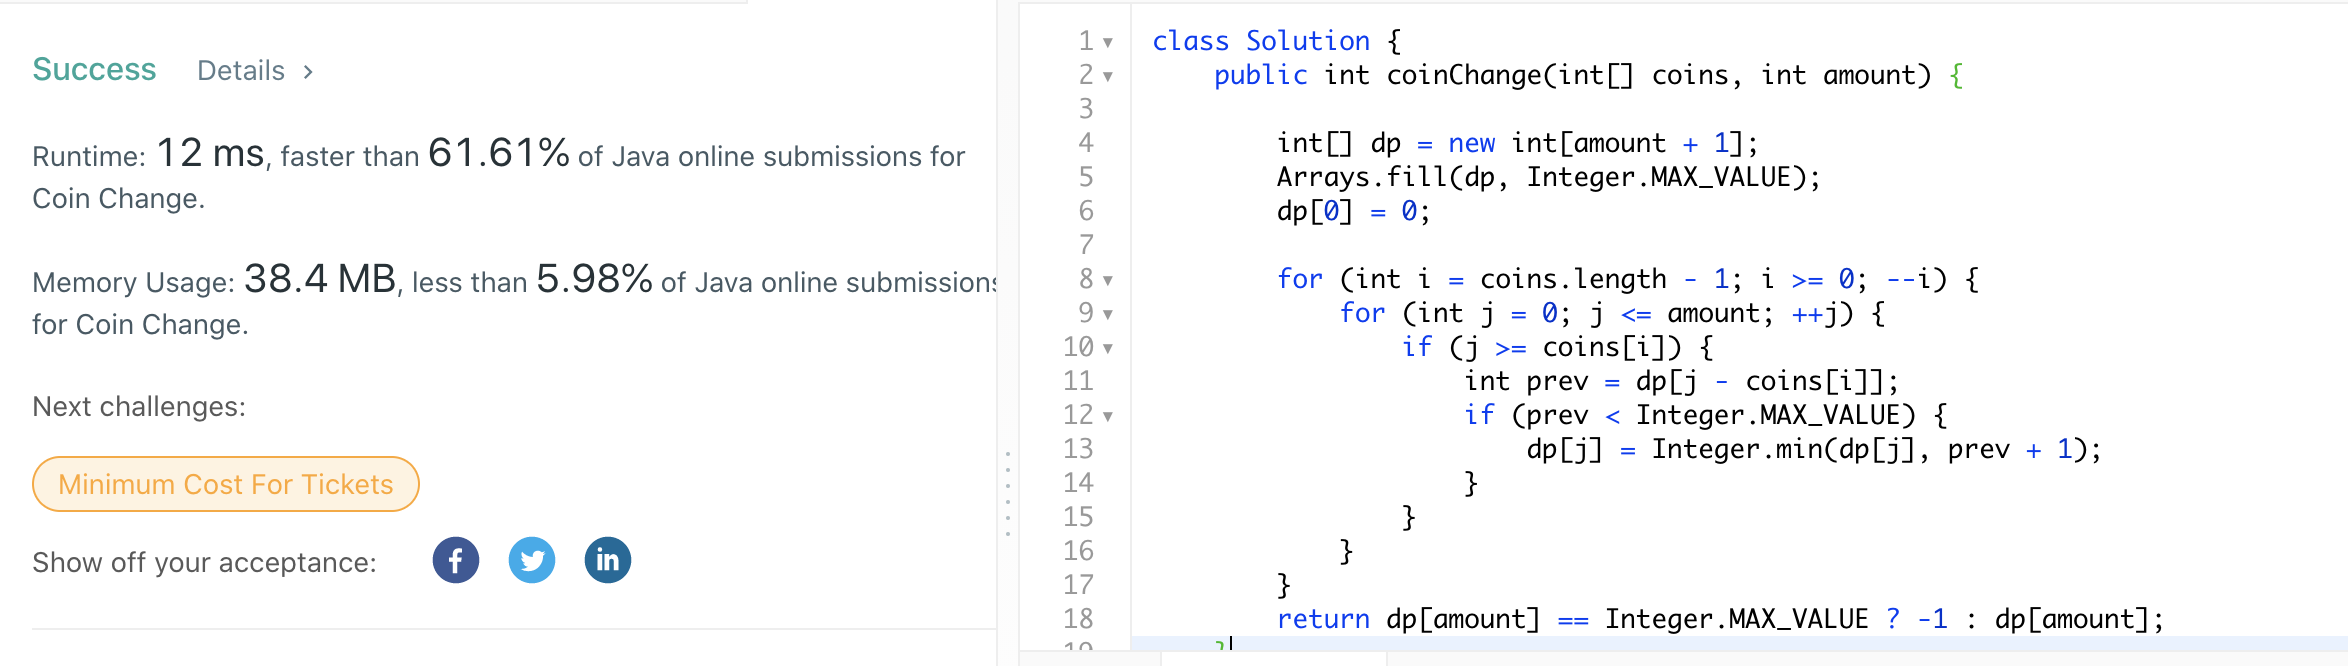 Success Details >
Runtime: 12 ms, faster than 61.61% of Java online submissions for
Coin Change.
Memory Usage: 38.4 MB, less than 5.98% of Java online submissions
for Coin Change.
Next challenges:
Minimum Cost For Tickets
Show off your acceptance: f in
1 class Solution {
2     public int coinChange(int[] coins, int amount) {
3
4         int[] dp = new int[amount + 1];
5         Arrays.fill(dp, Integer.MAX_VALUE);
6         dp[0] = 0;
7
8         for (int i = coins.length - 1; i >= 0; --i) {
9             for (int j = 0; j <= amount; ++j) {
10                 if (j >= coins[i]) {
11                     int prev = dp[j - coins[i]];
12                     if (prev < Integer.MAX_VALUE) {
13                         dp[j] = Integer.min(dp[j], prev + 1);
14                     }
15                 }
16             }
17         }
18         return dp[amount] == Integer.MAX_VALUE ? -1 : dp[amount];
19     }